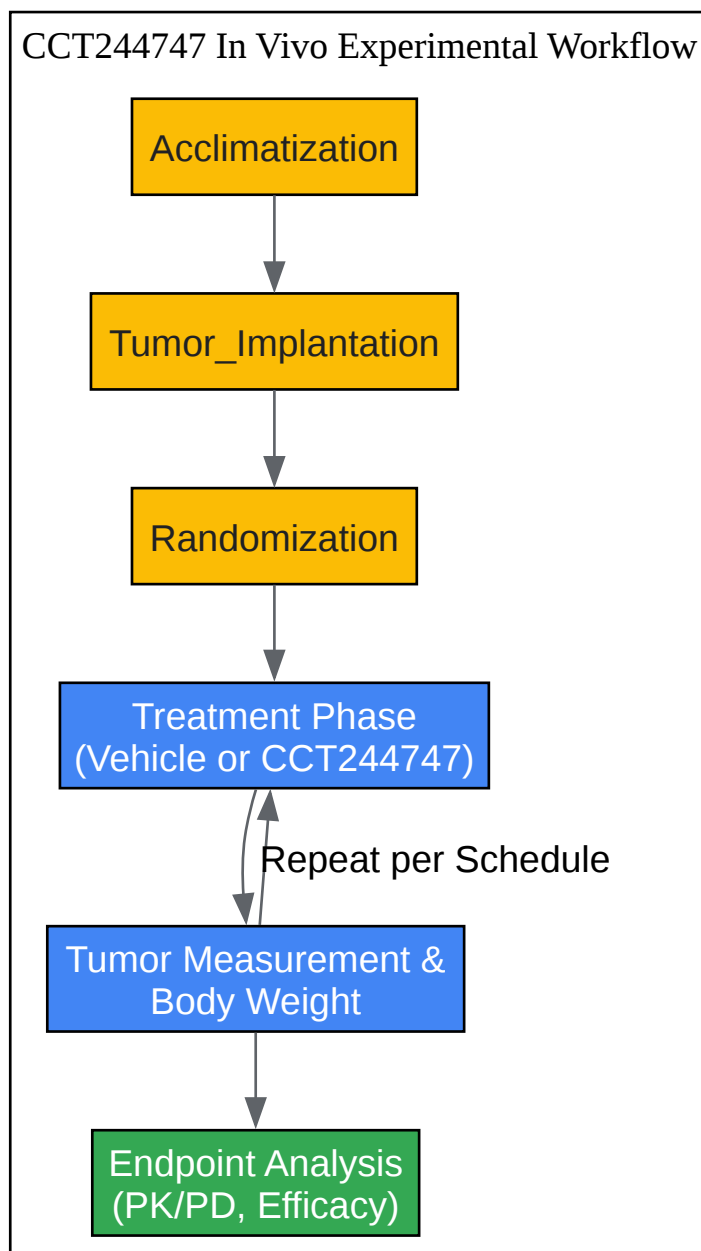 CCT244747 In Vivo Experimental Workflow
Acclimatization
Tumor_Implantation
Randomization
Treatment Phase
(Vehicle or CCT244747)
Repeat per Schedule
Tumor Measurement &
Body Weight
Endpoint Analysis
(PK/PD, Efficacy)